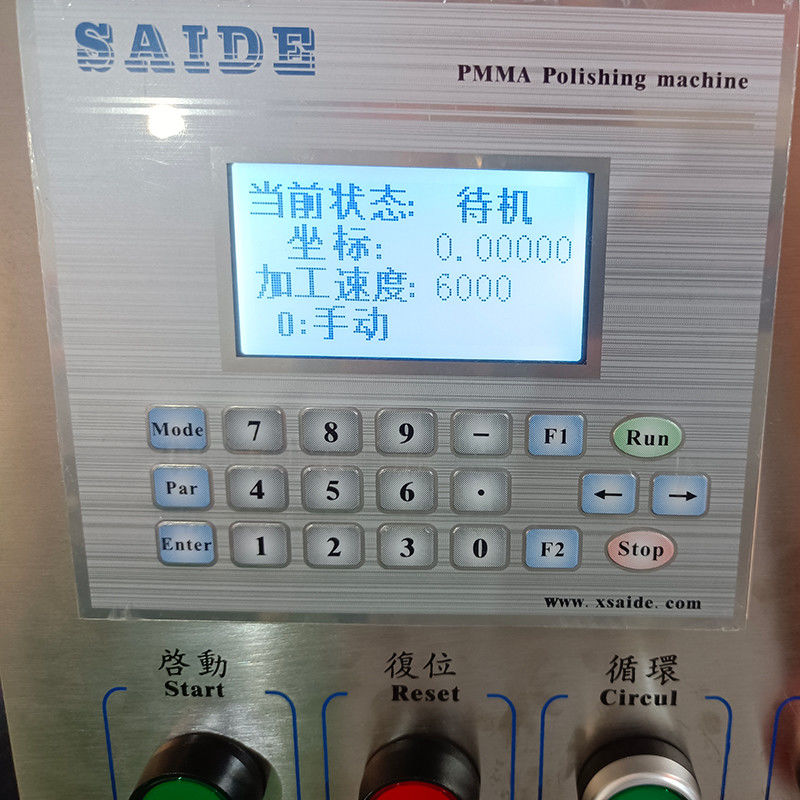 SAIDE
PMMA Polishing machine
当前状态: 待机
坐标: 0.00000
加工速度: 6000
0:手动
Mode 7 8 9 - F1 Run
Par 4 5 6 . ← →
Enter 1 2 3 0 F2 Stop
www.xsaide.com
啓動 復位 循環
Start Reset Circul